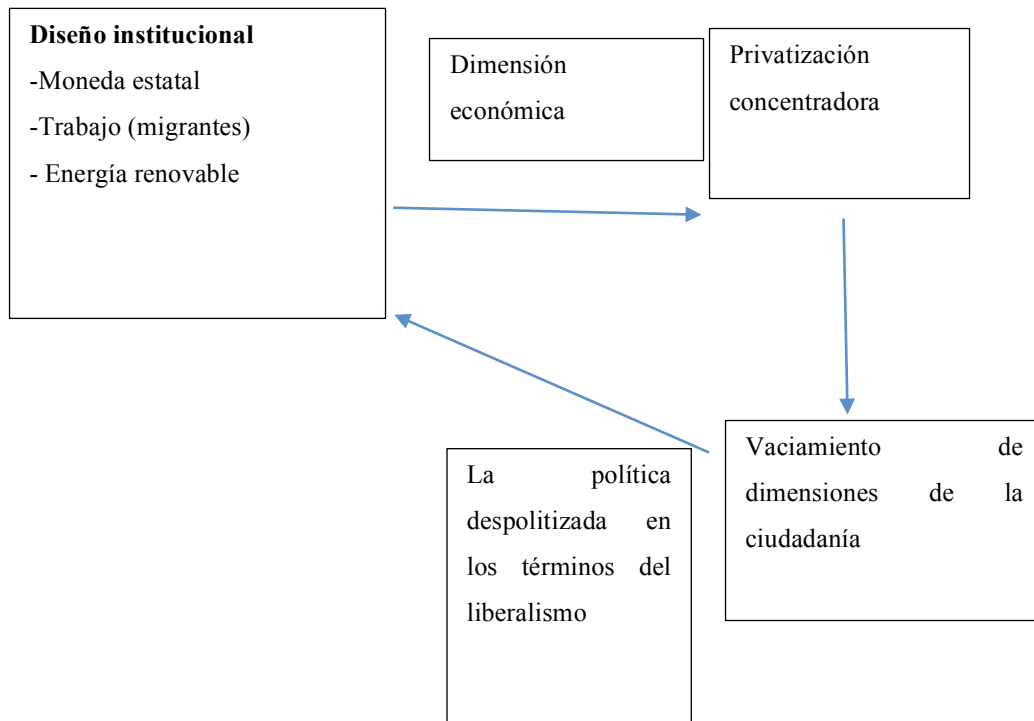 Diseño institucional
-Moneda estatal
-Trabajo (migrantes)
- Energía renovable
Dimensión
económica
Privatización
concentradora
Vaciamiento de
dimensiones de la
ciudadanía
La política
despolitizada en
los términos del
liberalismo